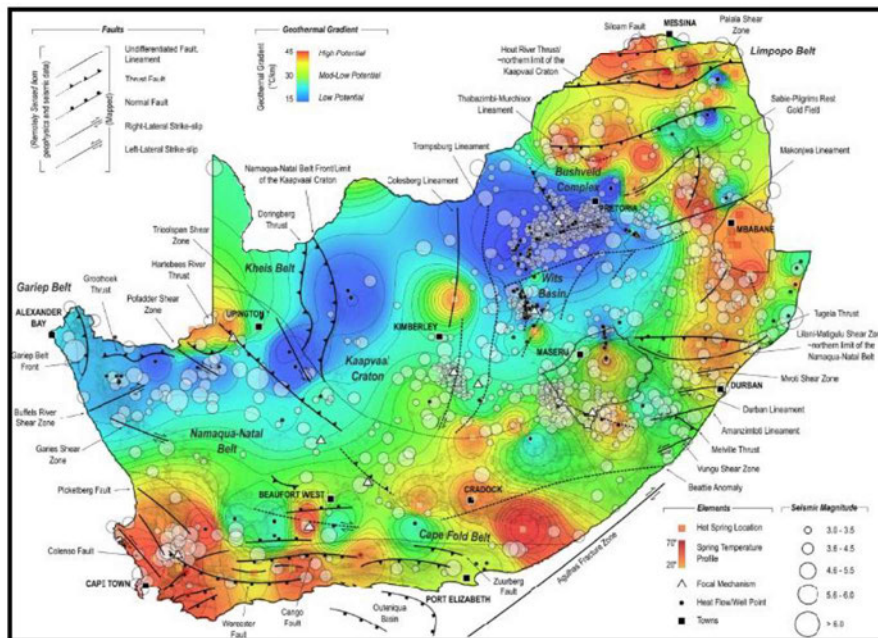 Faults
Undifferentiated Fault,
Lineament
Thrust Fault
Normal Fault
Right-Lateral Strike-slip
Left-Lateral Strike-slip
(Remotely Sensed from
geophysics and seismic data)
(Mapped)
Geothermal Gradient
Geothermal Gradient
(°C/km)
45
30
15
High Potential
Mod-Low Potential
Low Potential
Siloam Fault
MESSINA
Palala Shear
Zone
Limpopo Belt
Hout River Thrust/
~northern limit of the
Kaapvaal Craton
Thabazimbi-Murchison
Lineament
Sabie-Pilgrims Rest
Gold Field
Makonjwa Lineament
Trompsburg Lineament
Namaqua-Natal Belt Front/Limit
of the Kaapvaal Craton
Colesberg Lineament
Bushveld
Complex
PRETORIA
MBABANE
Doringberg
Thrust
Trooilspan Shear
Zone
Hartebees River
Thrust
Kheis Belt
Wits
Basin
Gariep Belt
Groothoek
Thrust
Pofadder Shear
Zone
ALEXANDER
BAY
UPINGTON
KIMBERLEY
Tugela Thrust
MASERU
Lilani-Matigulu Shear Zone
~northern limit of the
Namaqua-Natal Belt
Gariep Belt
Front
Kaapvaal
Craton
Mvoti Shear Zone
DURBAN
Durban Lineament
Buffels River
Shear Zone
Amanzimtoti Lineament
Melville Thrust
Garies Shear
Zone
Namaqua-Natal
Belt
Vungu Shear Zone
Beattie Anomaly
Picketberg Fault
BEAUFORT WEST
CRADOCK
Cape Fold Belt
Colenso Fault
Agulhas Fracture Zone
CAPE TOWN
Zuurberg
Fault
PORT ELIZABETH
Worcester
Fault
Cango
Fault
Outeniqua
Basin
Elements
Hot Spring Location
70°
20°
Spring Temperature
Profile
Focal Mechanism
Heat Flow/Well Point
Towns
Seismic Magnitude
3.0 - 3.5
3.6 - 4.5
4.6 - 5.5
5.6 - 6.0
> 6.0